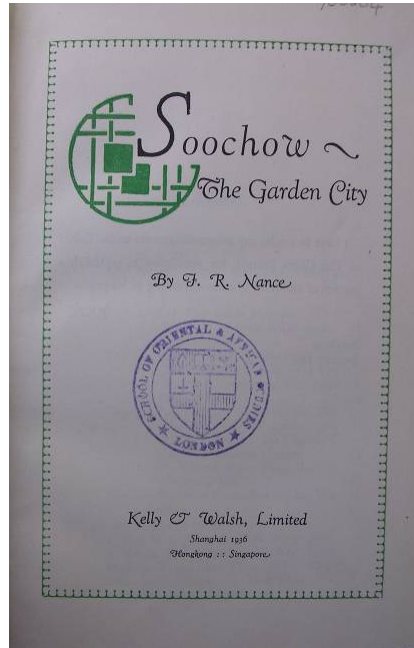 Soochow ~
The Garden City
By F. R. Nance
SCHOOL OF ORIENTAL & AFRICAN STUDIES
LONDON
Kelly & Walsh, Limited
Shanghai 1936
Hongkong :: Singapore